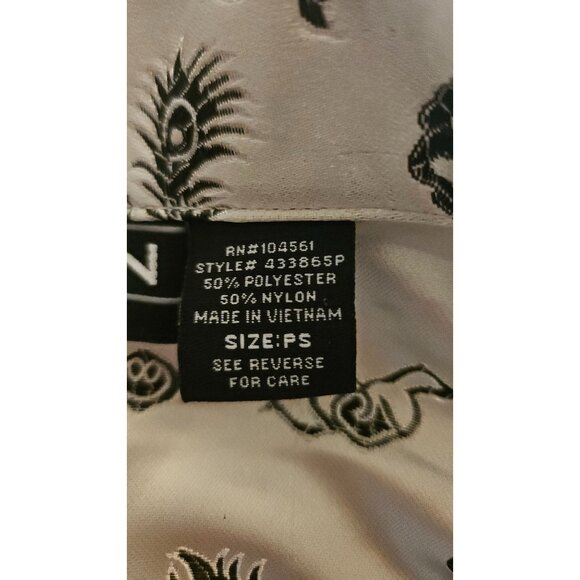 RN#104561
STYLE# 433865P
50% POLYESTER
50% NYLON
MADE IN VIETNAM
SIZE:PS
SEE REVERSE
FOR CARE